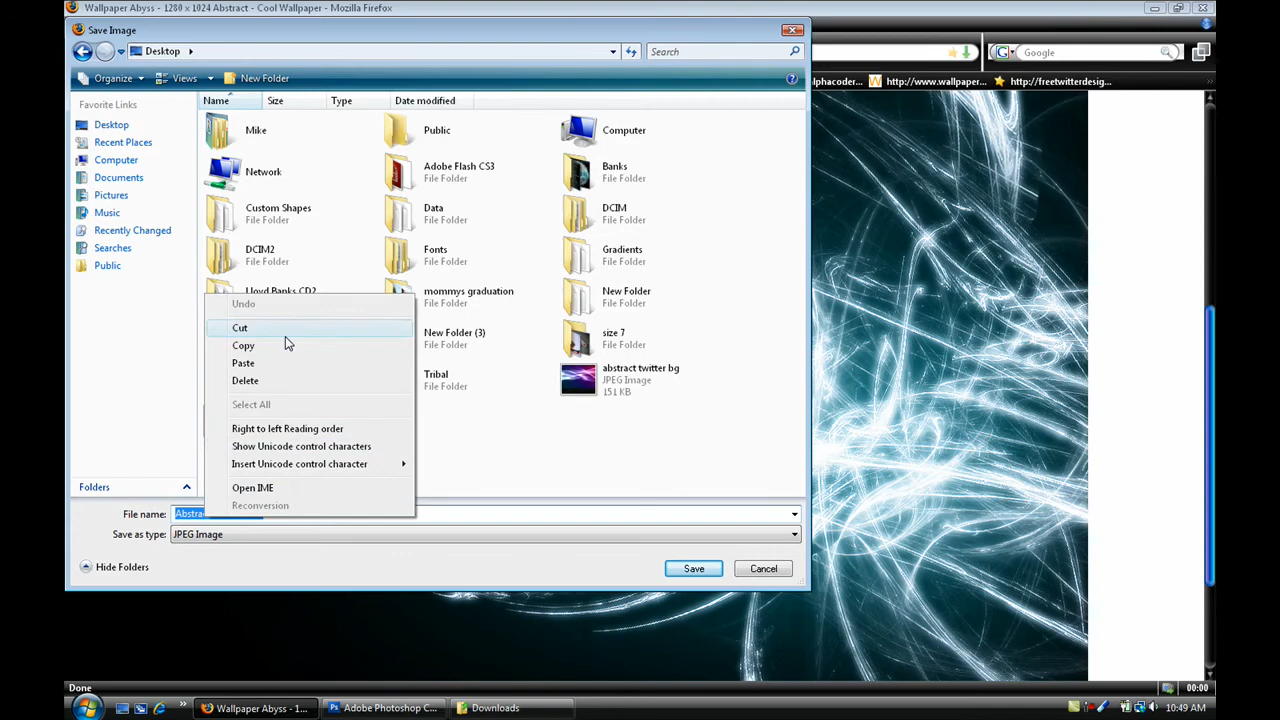 Wallpaper Abyss - 1280 x 1024 Abstract - Cool Wallpaper - Mozilla Firefox
Save Image
Desktop
Search
Google
Organize
Views
New Folder
lphacoder...
http://www.wallpaper...
http://freetwitterdesig...
Favorite Links
Name
Size
Type
Date modified
Desktop
Recent Places
Computer
Documents
Pictures
Music
Recently Changed
Searches
Public
Mike
Public
Computer
Network
Adobe Flash CS3
File Folder
Banks
File Folder
Custom Shapes
File Folder
Data
File Folder
DCIM
File Folder
DCIM2
File Folder
Fonts
File Folder
Gradients
File Folder
Lloyd Banks CD2
mommys graduation
File Folder
New Folder
File Folder
New Folder (3)
File Folder
size 7
File Folder
Tribal
File Folder
abstract twitter bg
JPEG Image
151 KB
Undo
Cut
Copy
Paste
Delete
Select All
Right to left Reading order
Show Unicode control characters
Insert Unicode control character
Open IME
Reconversion
Folders
File name:
Save as type:
JPEG Image
Hide Folders
Save
Cancel
Done
00:00
Wallpaper Abyss - 1...
Adobe Photoshop C...
Downloads
10:49 AM